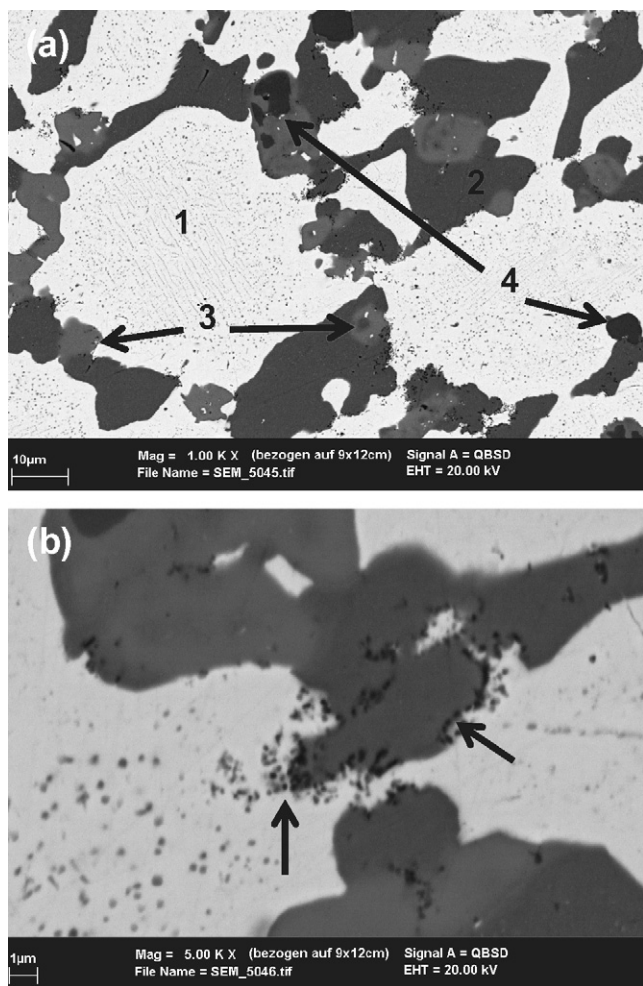 (a)
1
2
3
4
10µm
Mag = 1.00 K X (bezogen auf 9x12cm) Signal A = QBSD
File Name = SEM_5045.tif EHT = 20.00 kV
(b)
1µm
Mag = 5.00 K X (bezogen auf 9x12cm) Signal A = QBSD
File Name = SEM_5046.tif EHT = 20.00 kV